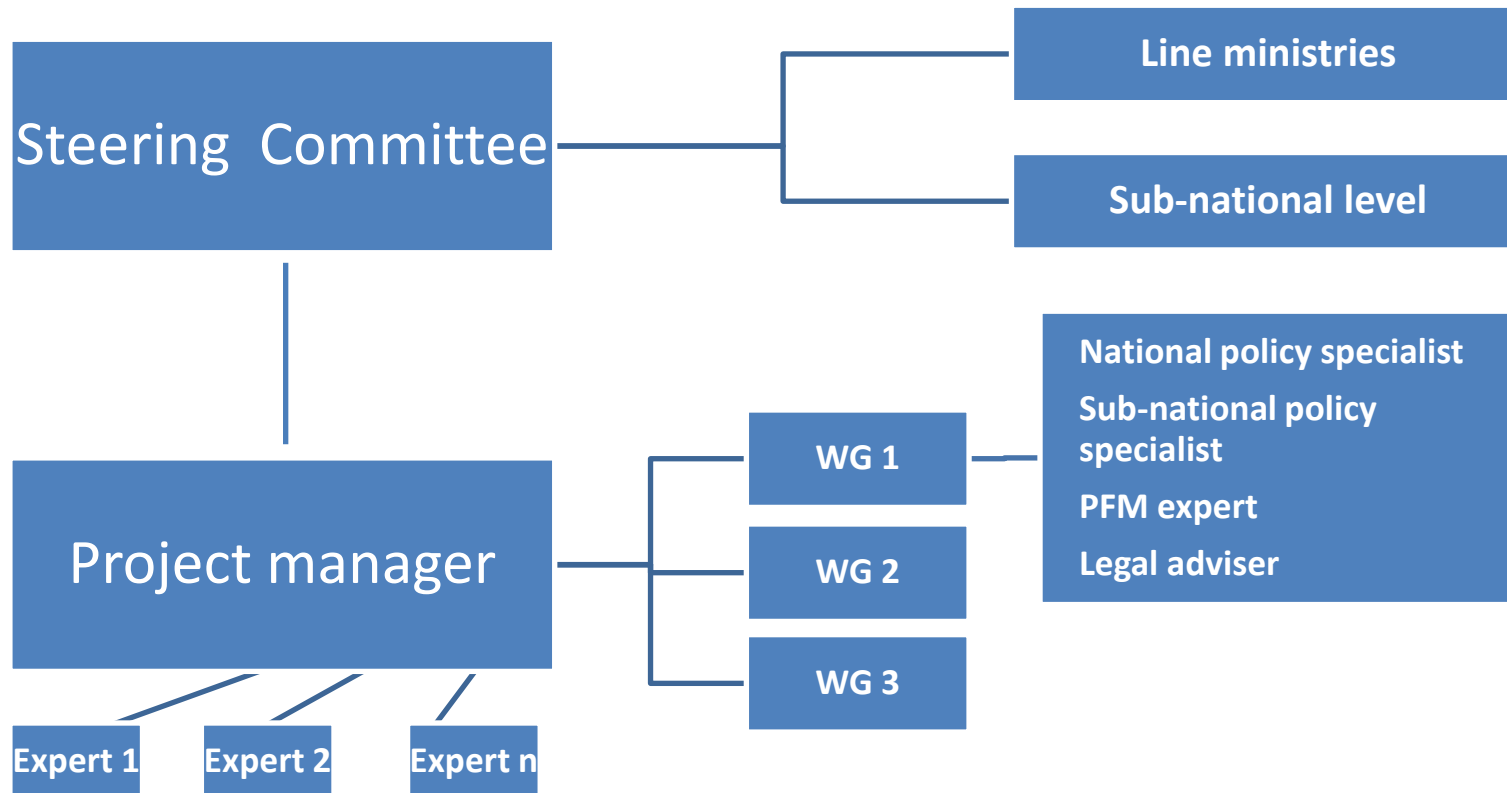 Line ministries
Steering  Committee
Sub-national level
National policy specialist
Sub-national policy
specialist
PFM expert
Legal adviser
WG 1
Project manager
WG 2
WG 3
Expert 1
Expert 2
Expert n